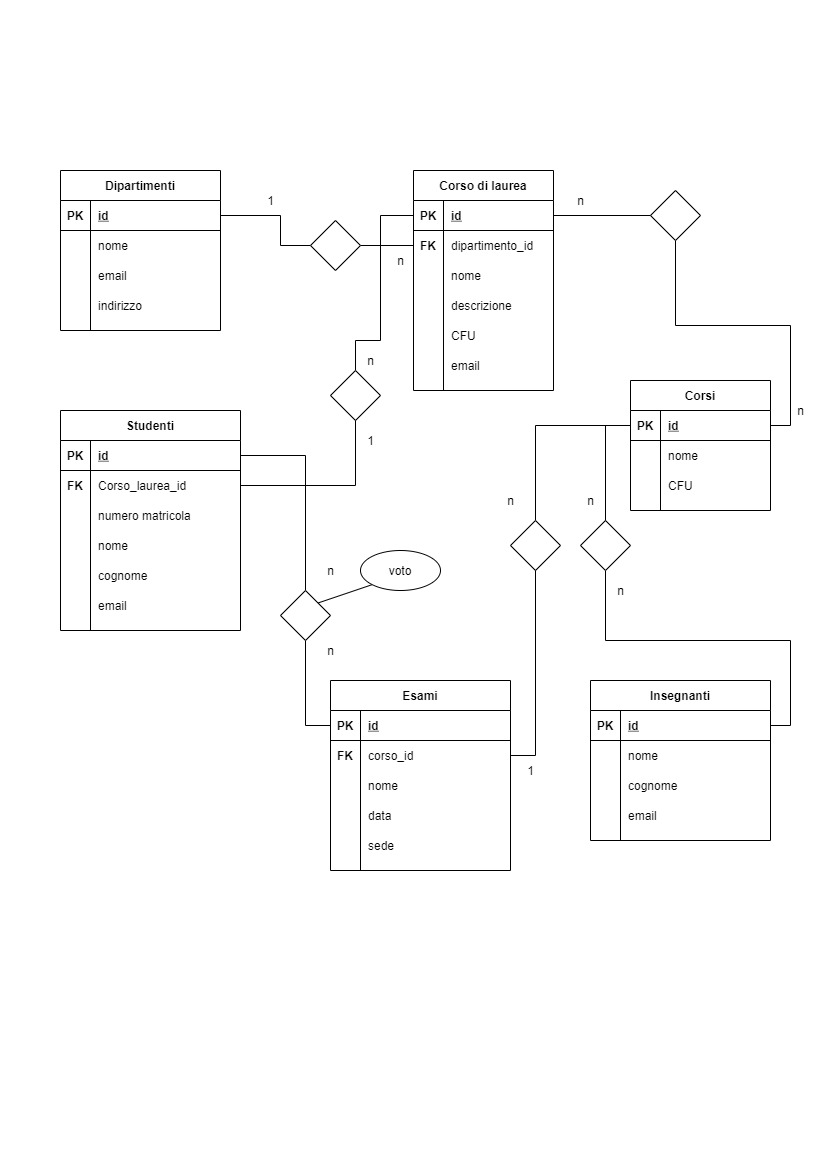 Dipartimenti
PK id
nome
email
indirizzo
1
n
Corso di laurea
PK id
FK dipartimento_id
nome
descrizione
CFU
email
n
n
n
1
Studenti
PK id
FK Corso_laurea_id
numero matricola
nome
cognome
email
Corsi
PK id
nome
CFU
n
n
n
n
voto
n
Esami
PK id
FK corso_id
nome
data
sede
1
Insegnanti
PK id
nome
cognome
email